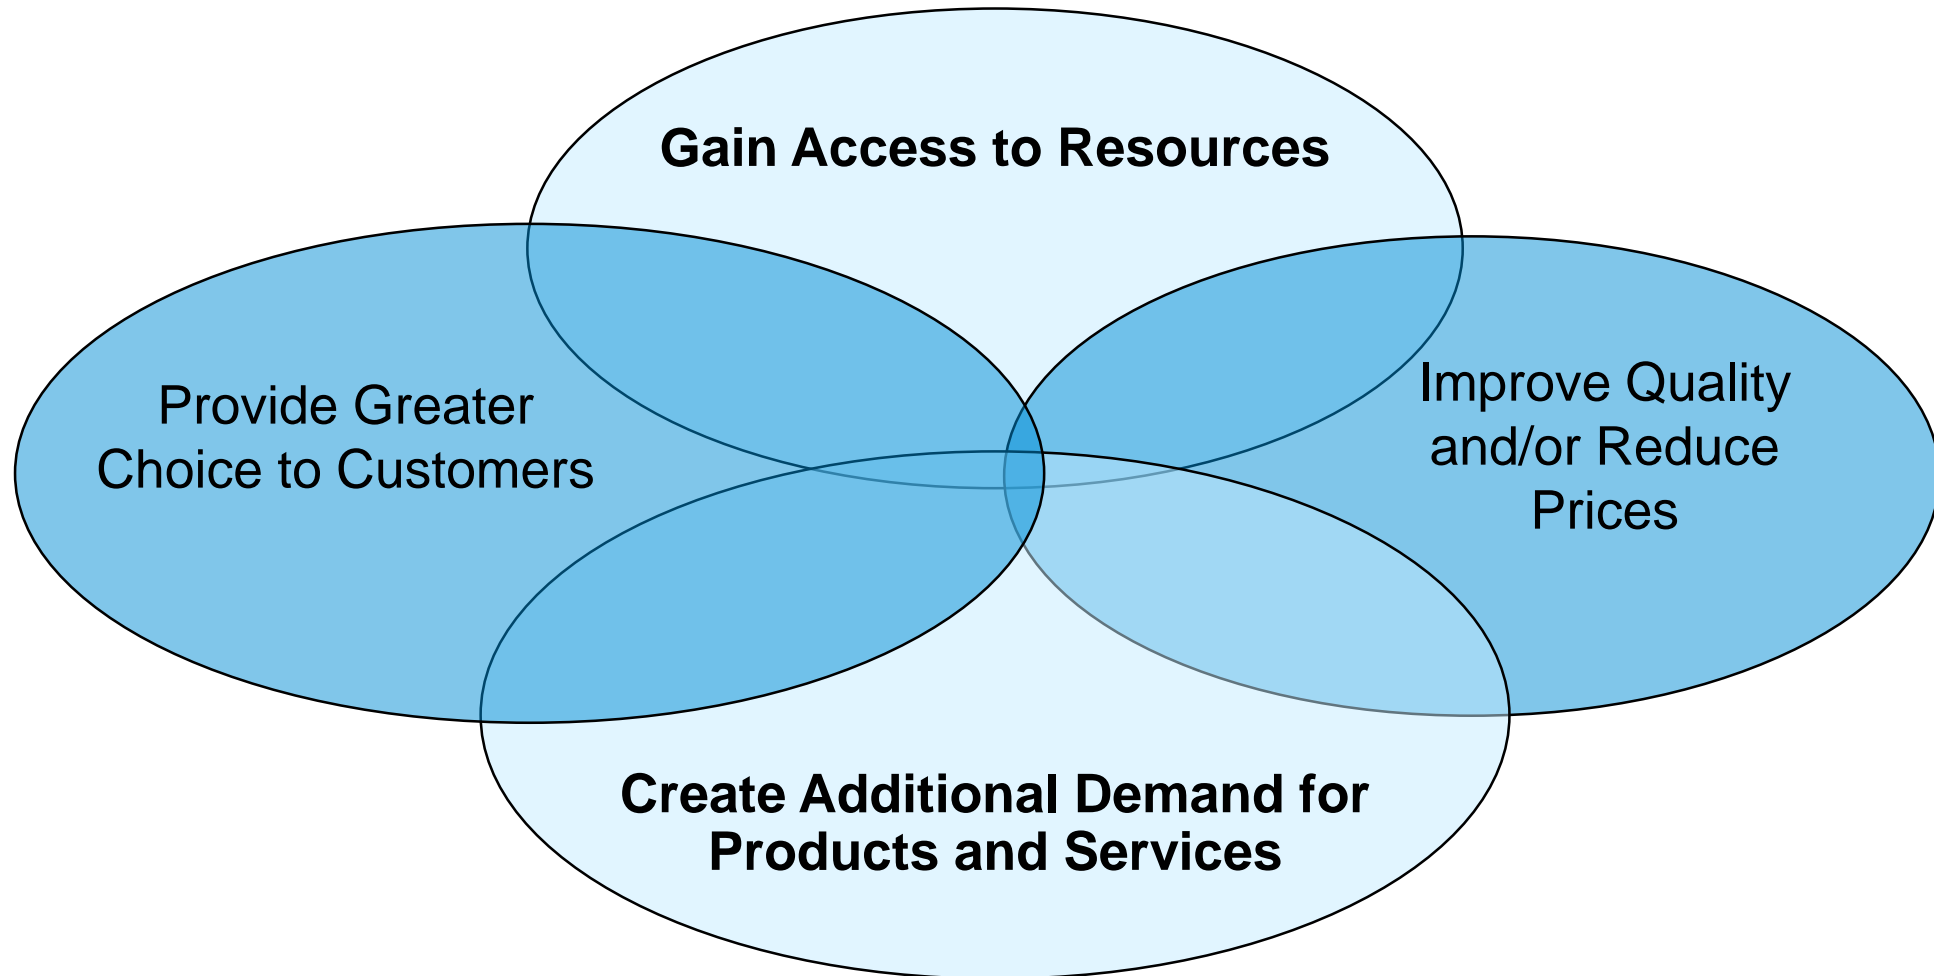 Gain Access to Resources
Provide Greater
Choice to Customers
Improve Quality
and/or Reduce
Prices
Create Additional Demand for
Products and Services